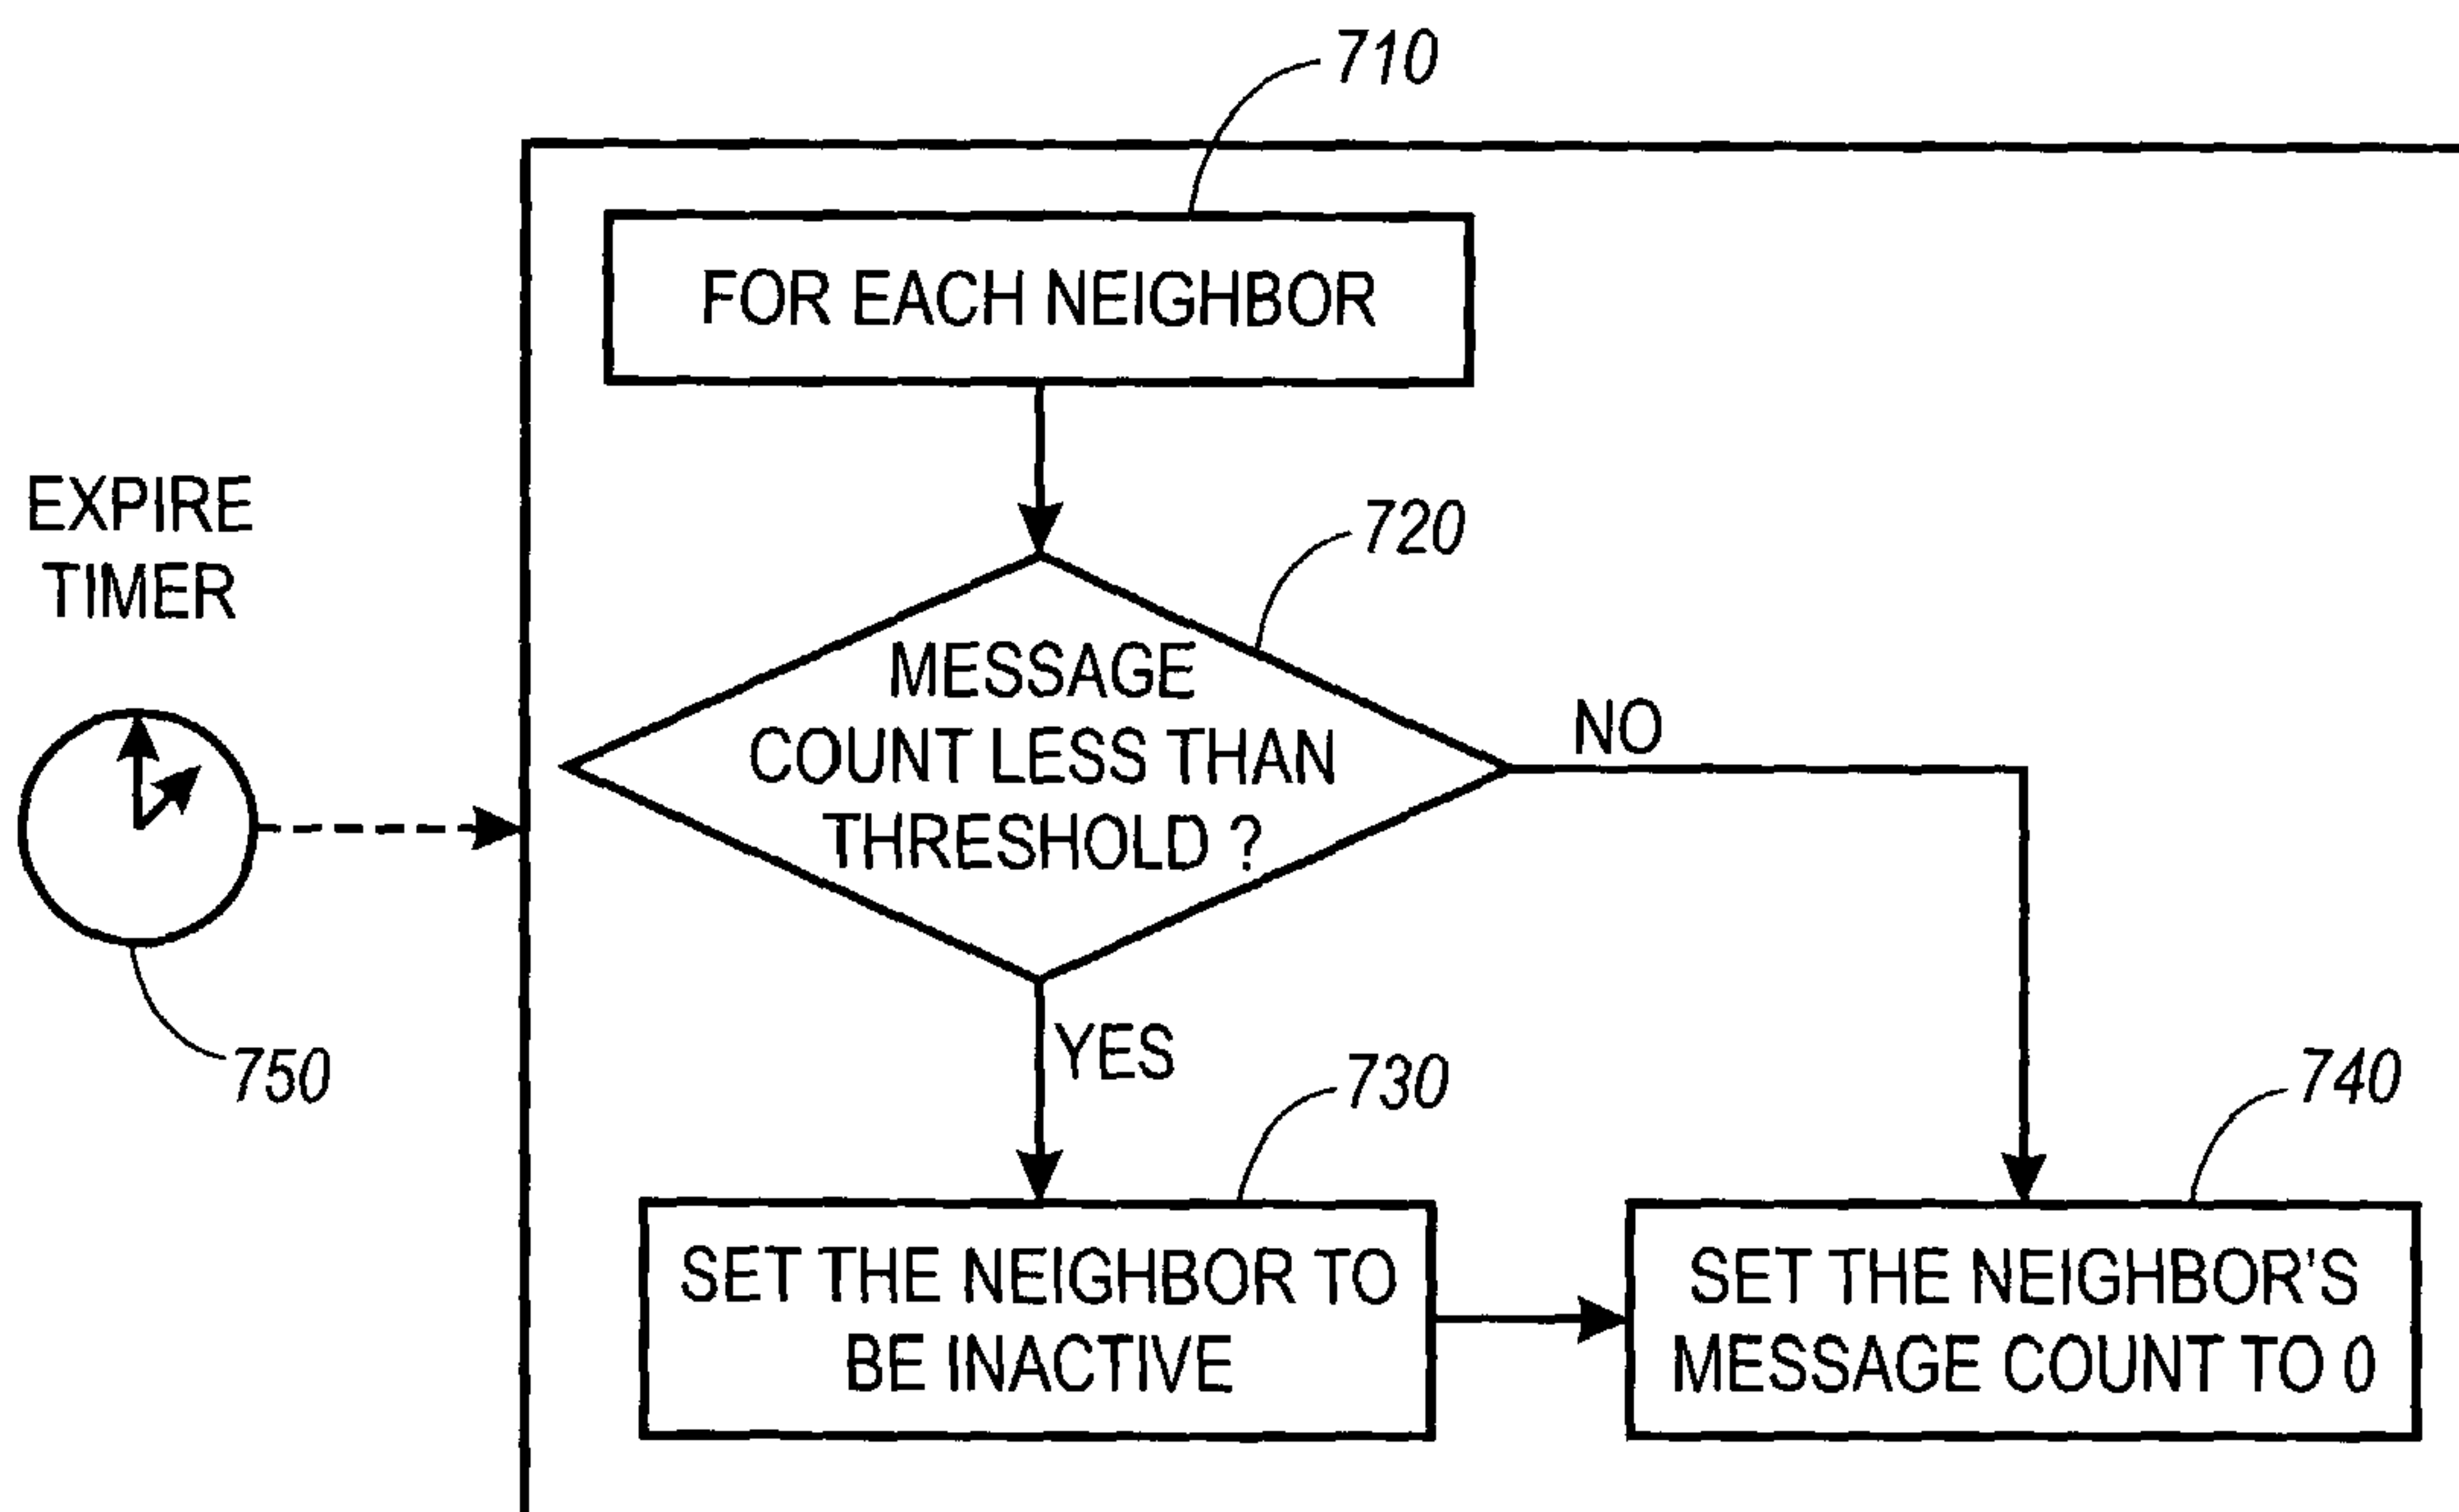 710
FOR EACH NEIGHBOR
EXPIRE
TIMER
720
MESSAGE
COUNT LESS THAN
THRESHOLD ?
NO
YES
750
730
740
SET THE NEIGHBOR TO
BE INACTIVE
SET THE NEIGHBOR'S
MESSAGE COUNT TO 0